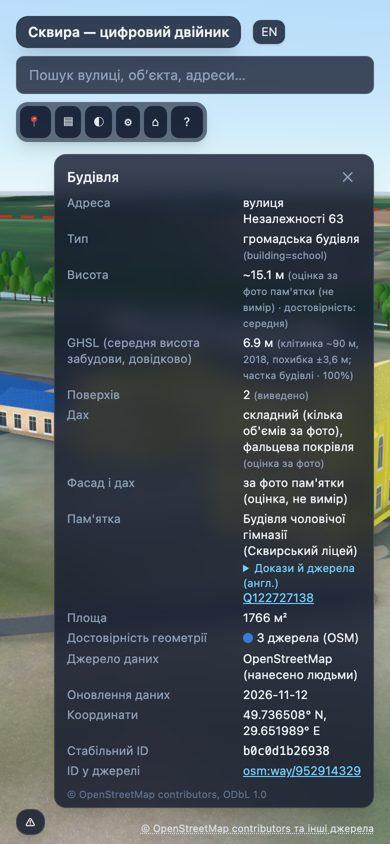 Сквира — цифровий двійник
EN
Пошук вулиці, об'єкта, адреси...
?
Будівля
Адреса
вулиця
Незалежності 63
Тип
громадська будівля
(building=school)
Висота
~15.1 м (оцінка за
фото пам'ятки (не
вимір) · достовірність:
середня)
GHSL (середня висота
забудови, довідково)
6.9 м (клітинка ~90 м,
2018, похибка ±3,6 м;
частка будівлі · 100%)
Поверхів
2 (виведено)
Дах
складний (кілька
об'ємів за фото),
фальцева покрівля
(оцінка за фото)
Фасад і дах
за фото пам'ятки
(оцінка, не вимір)
Пам'ятка
Будівля чоловічої
гімназії
(Сквирський ліцей)
▶ Докази й джерела
(англ.)
Q122727138
Площа
1766 м²
Достовірність геометрії
З джерела (OSM)
Джерело даних
OpenStreetMap
(нанесено людьми)
Оновлення даних
2026-11-12
Координати
49.736508° N,
29.651989° E
Стабільний ID
b0c0d1b26938
ID у джерелі
osm:way/952914329
© OpenStreetMap contributors, ODbL 1.0
© OpenStreetMap contributors та інші джерела